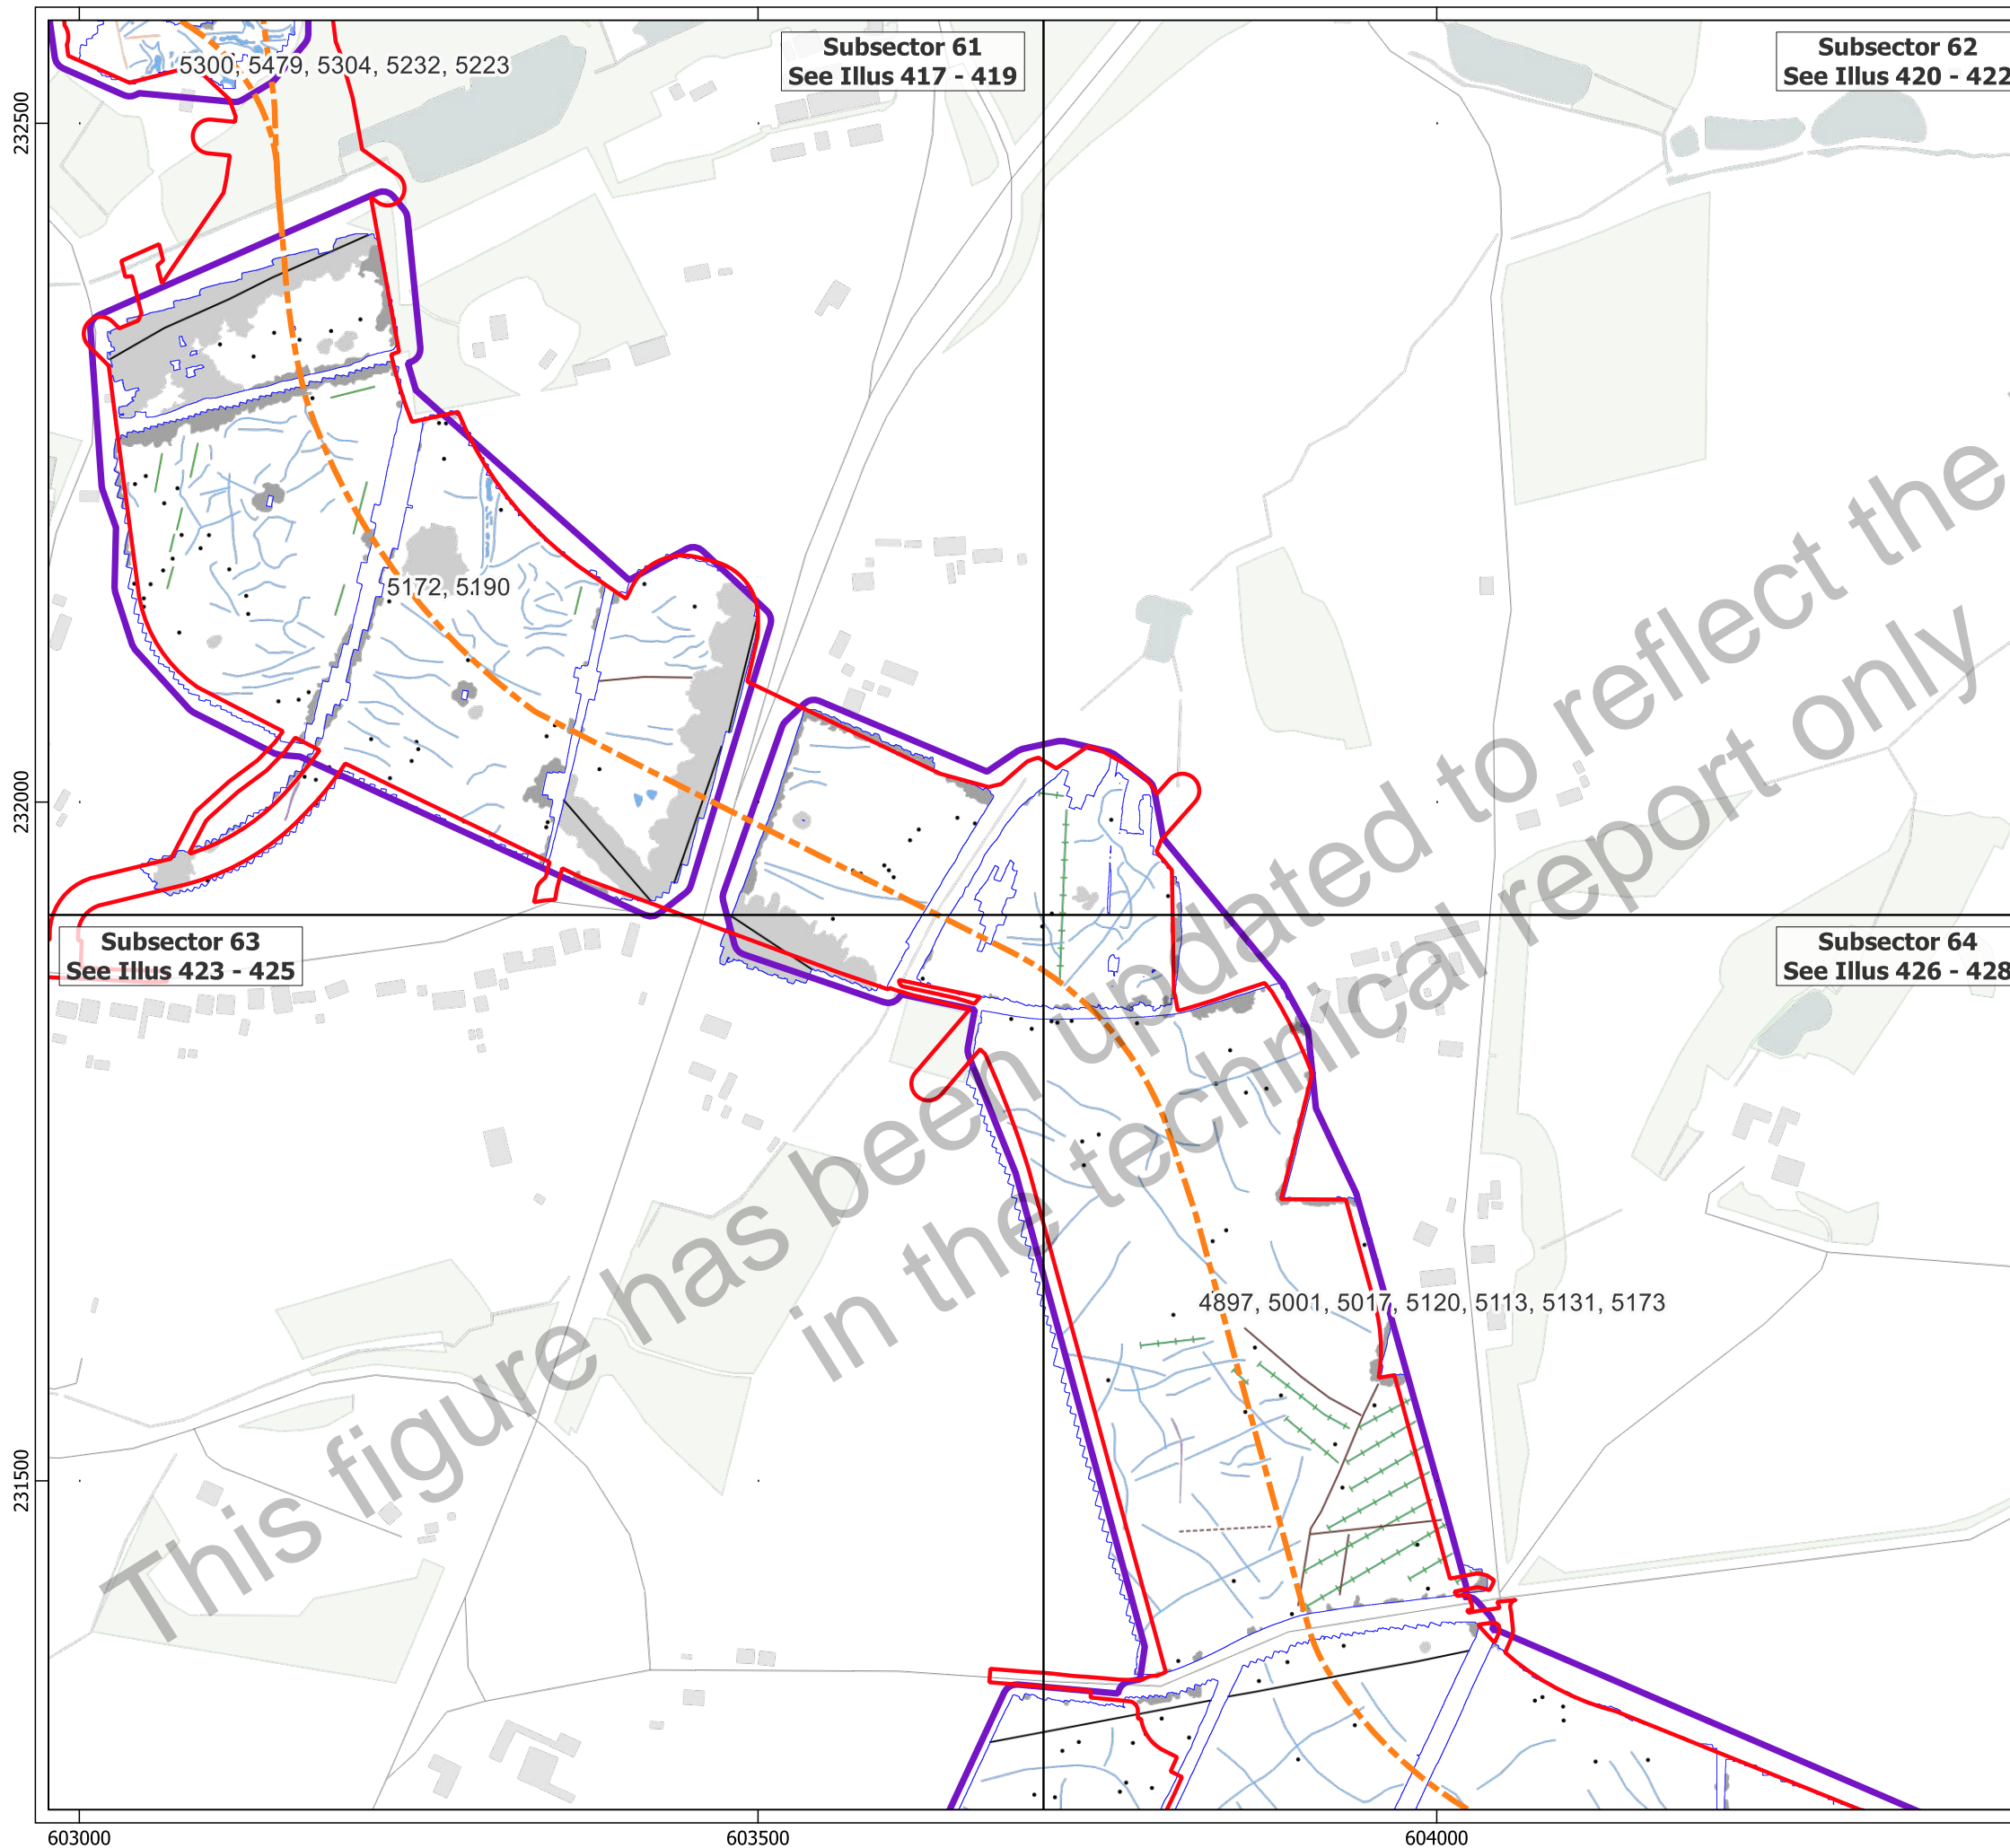 Subsector 61
See Illus 417 - 419
Subsector 62
See Illus 420 - 422
5300, 5479, 5304, 5232, 5223
232500
5172, 5190
232000
Subsector 63
See Illus 423 - 425
Subsector 64
See Illus 426 - 428
This figure has been updated to reflect the
in the technical report only
4897, 5001, 5017, 5120, 5113, 5131, 5173
231500
603000
603500
604000